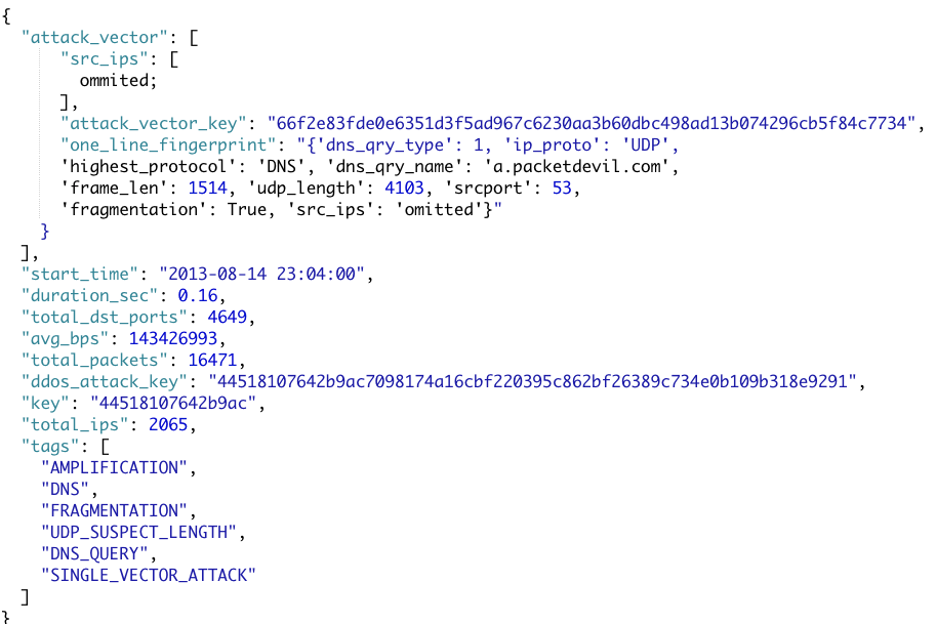 {
"attack_vector": [
"src_ips": [
ommited;
],
"attack_vector_key": "66f2e83fde0e6351d3f5ad967c6230aa3b60dbc498ad13b074296cb5f84c7734",
"one_line_fingerprint": "{'dns_qry_type': 1, 'ip_proto': 'UDP',
'highest_protocol': 'DNS', 'dns_qry_name': 'a.packetdevil.com',
'frame_len': 1514, 'udp_length': 4103, 'srcport': 53,
'fragmentation': True, 'src_ips': 'omitted'}"
}
],
"start_time": "2013-08-14 23:04:00",
"duration_sec": 0.16,
"total_dst_ports": 4649,
"avg_bps": 143426993,
"total_packets": 16471,
"ddos_attack_key": "44518107642b9ac7098174a16cbf220395c862bf26389c734e0b109b318e9291",
"key": "44518107642b9ac",
"total_ips": 2065,
"tags": [
"AMPLIFICATION",
"DNS",
"FRAGMENTATION",
"UDP_SUSPECT_LENGTH",
"DNS_QUERY",
"SINGLE_VECTOR_ATTACK"
]
}